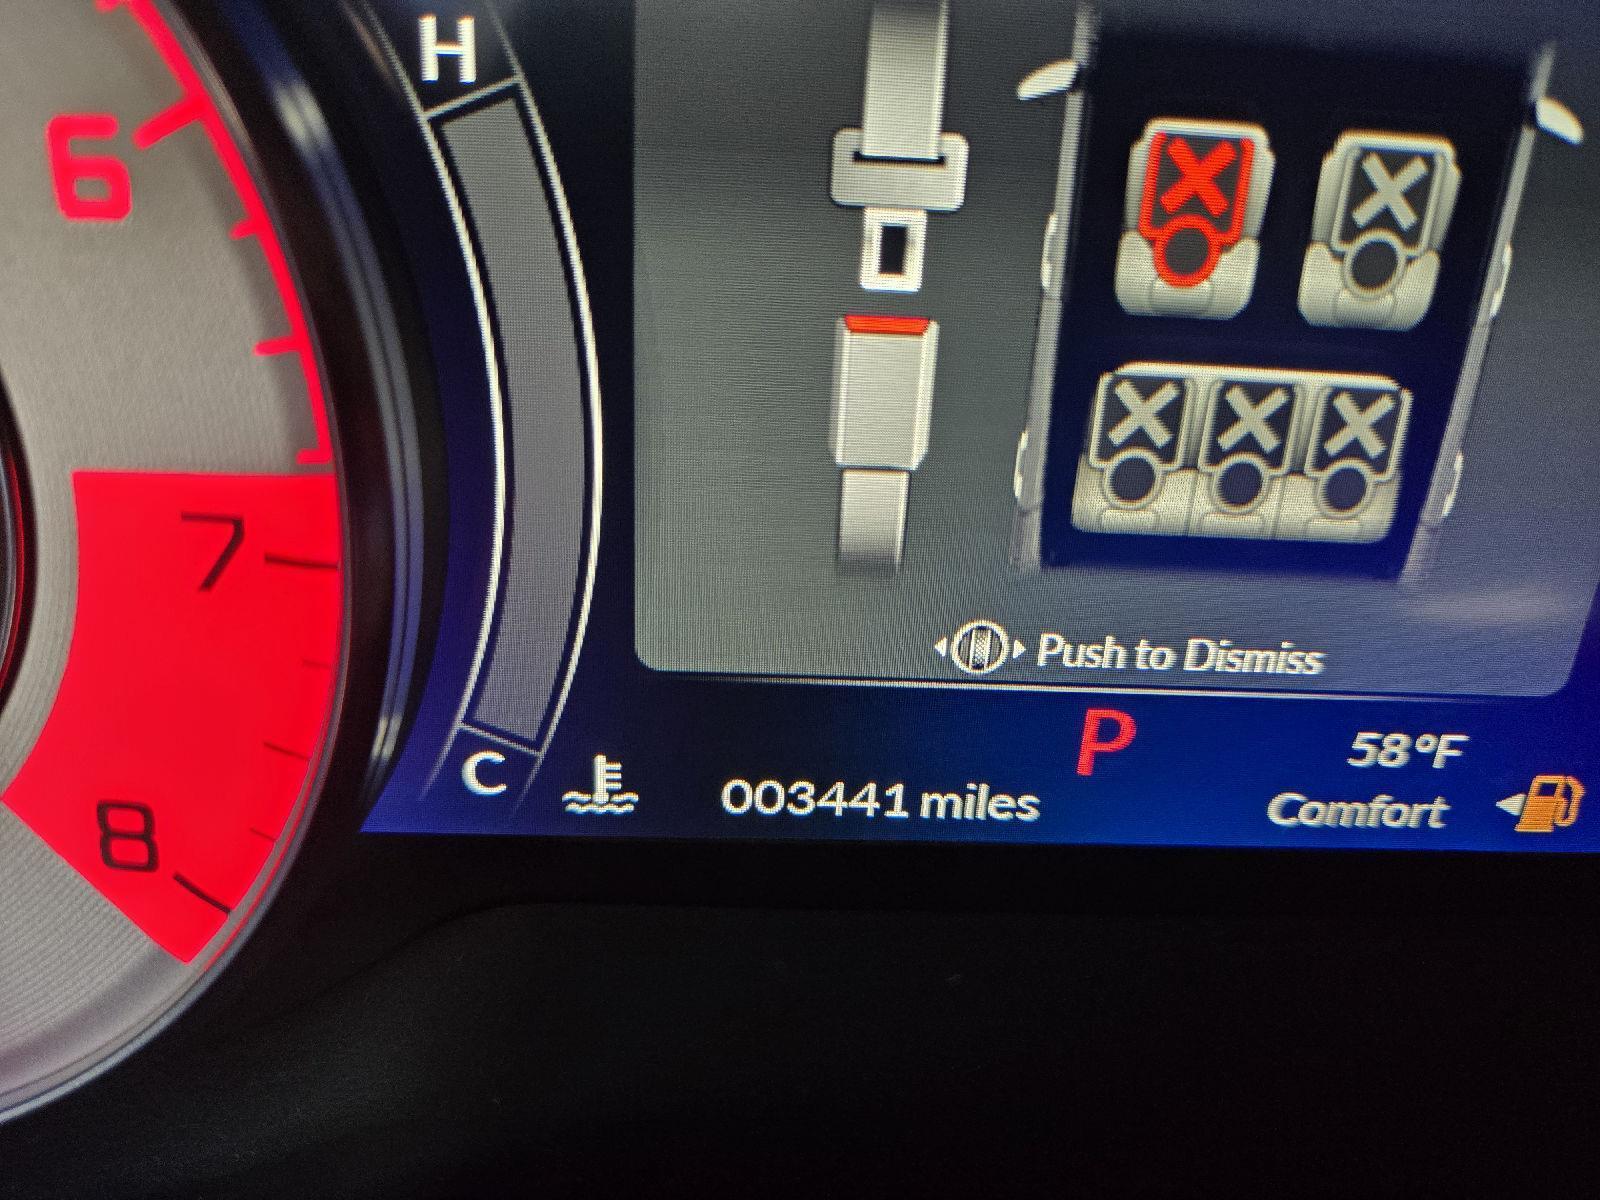 H
6
7
8
C
Push to Dismiss
P
58°F
003441 miles
Comfort